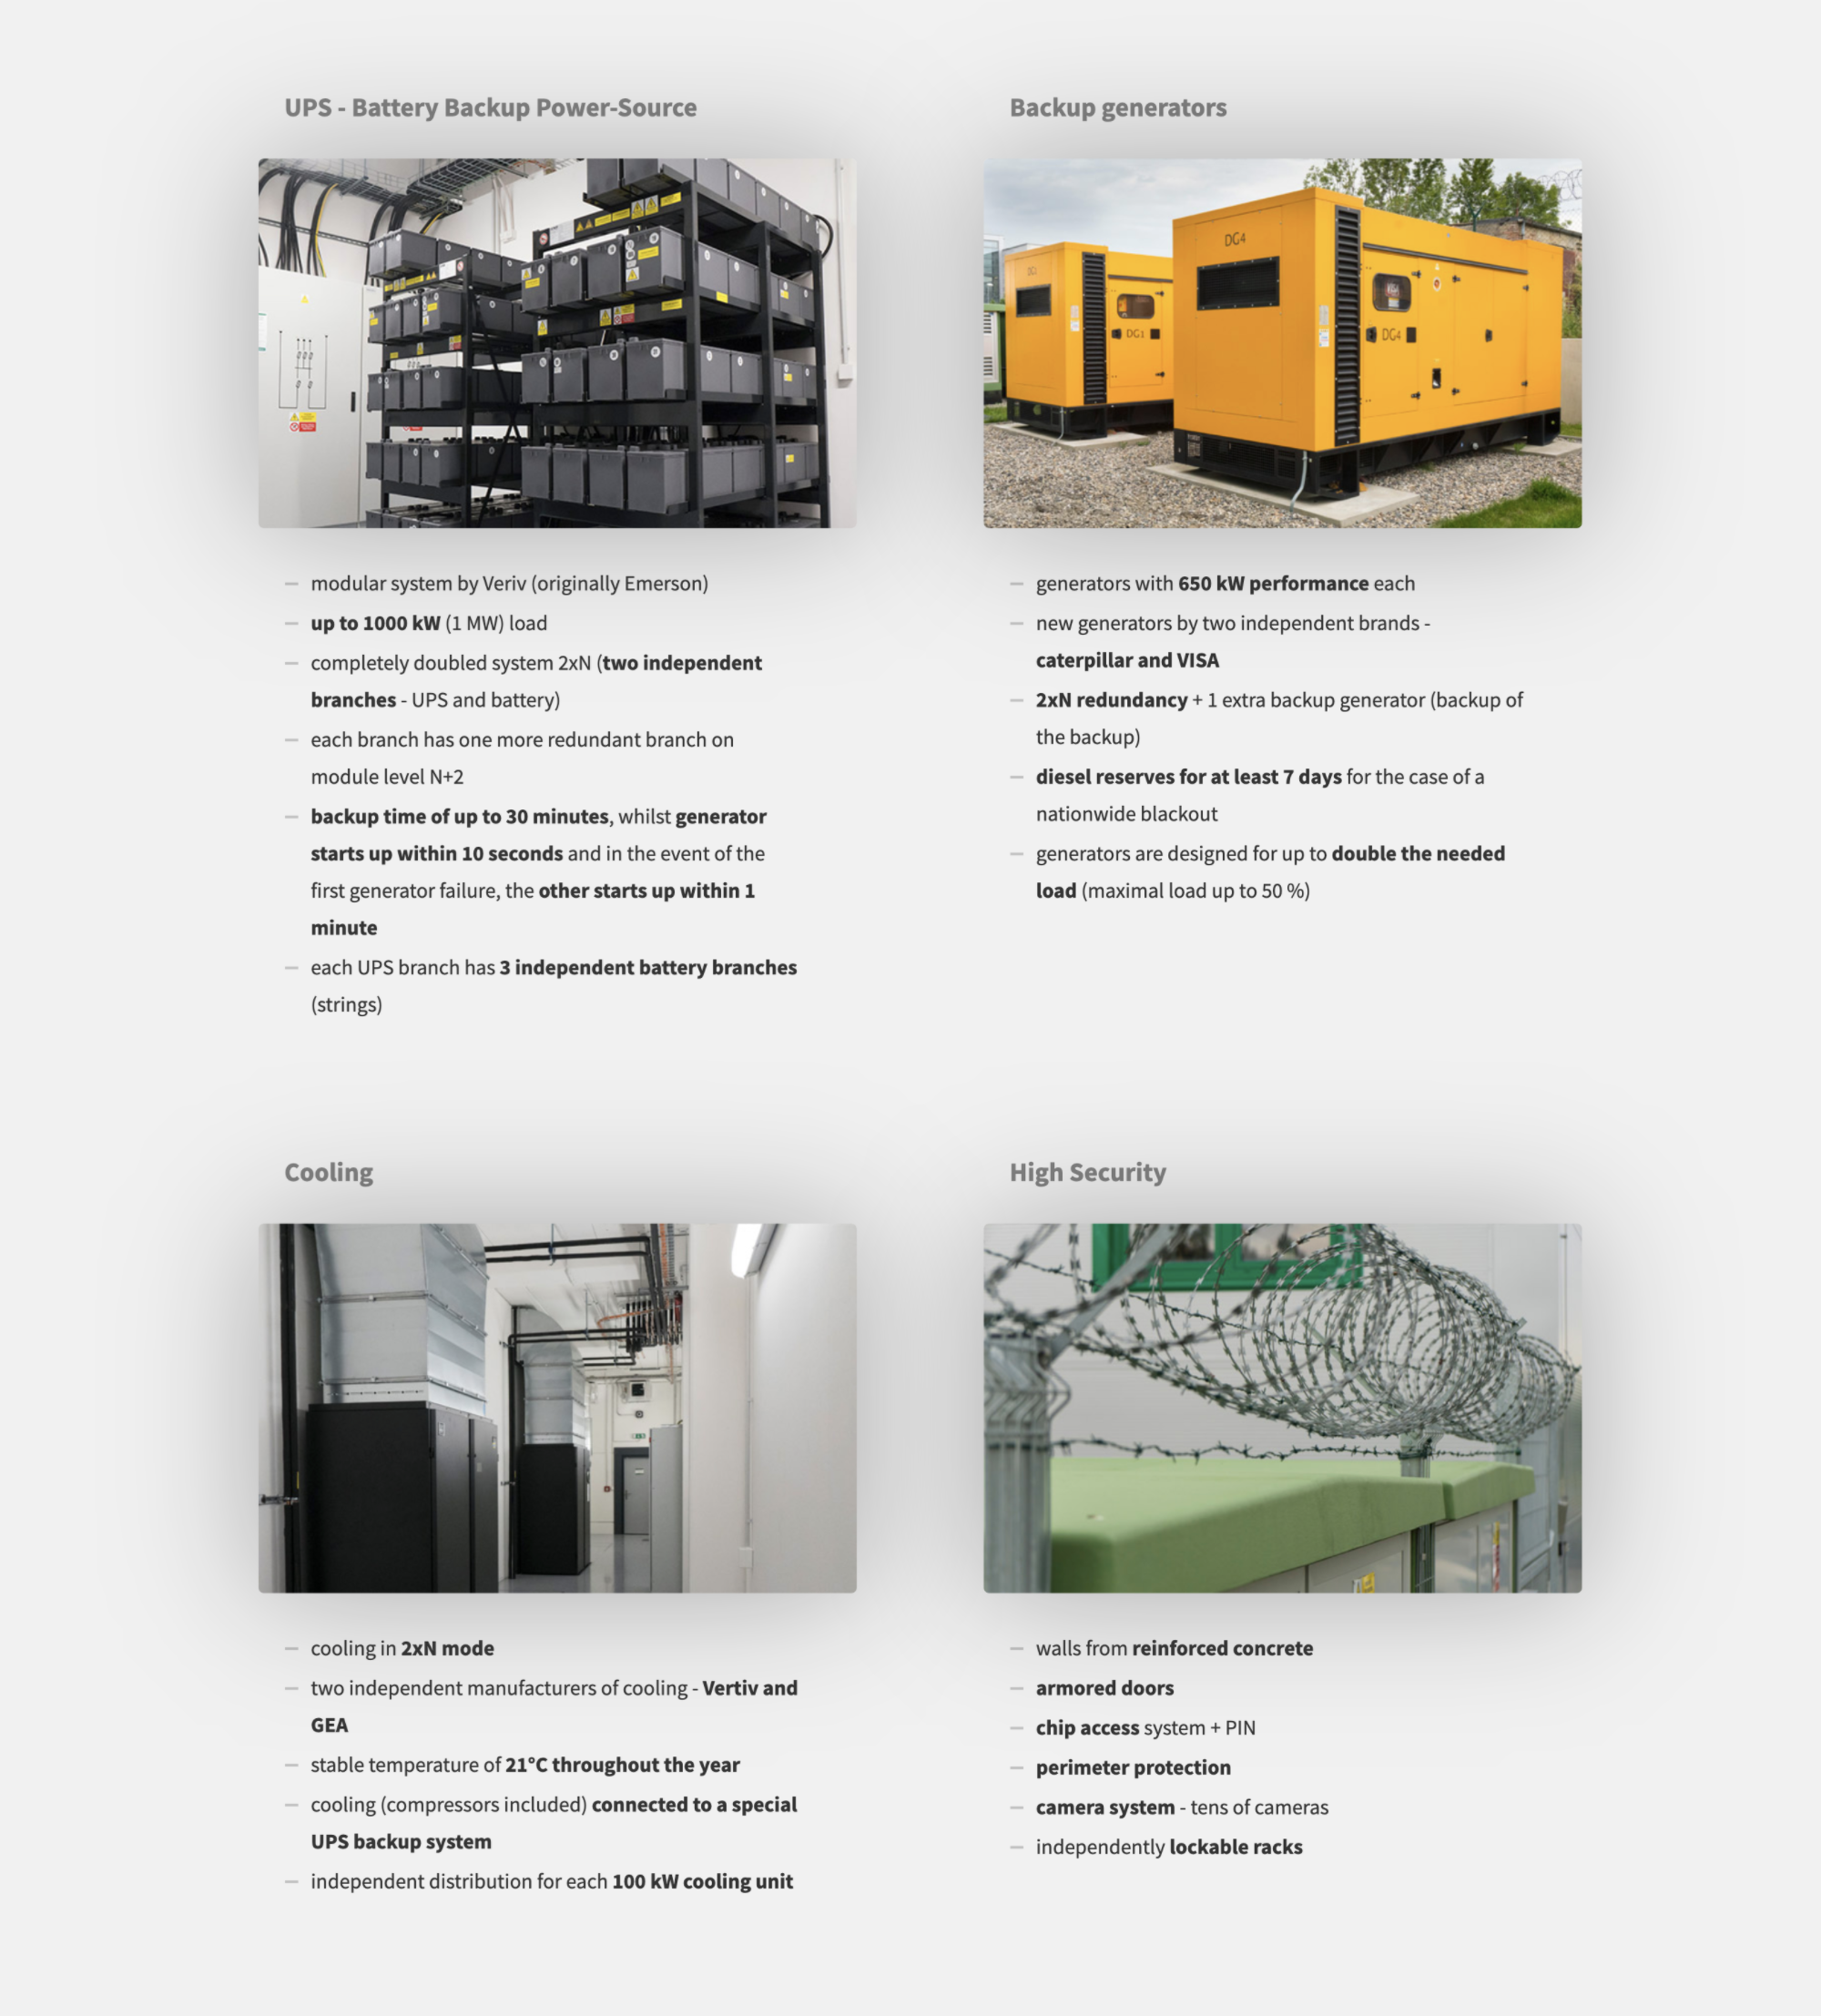 UPS - Battery Backup Power-Source
modular system by Veriv (originally Emerson)
up to 1000 kW (1 MW) load
completely doubled system 2xN (two independent
branches - UPS and battery)
each branch has one more redundant branch on
module level N+2
backup time of up to 30 minutes, whilst generator
starts up within 10 seconds and in the event of the
first generator failure, the other starts up within 1
minute
each UPS branch has 3 independent battery branches
(strings)
Backup generators
DG4
DG1
DG4
generators with 650 kW performance each
new generators by two independent brands -
caterpillar and VISA
2xN redundancy + 1 extra backup generator (backup of
the backup)
diesel reserves for at least 7 days for the case of a
nationwide blackout
generators are designed for up to double the needed
load (maximal load up to 50 %)
Cooling
cooling in 2xN mode
two independent manufacturers of cooling - Vertiv and
GEA
stable temperature of 21°C throughout the year
cooling (compressors included) connected to a special
UPS backup system
independent distribution for each 100 kW cooling unit
High Security
walls from reinforced concrete
armored doors
chip access system + PIN
perimeter protection
camera system - tens of cameras
independently lockable racks